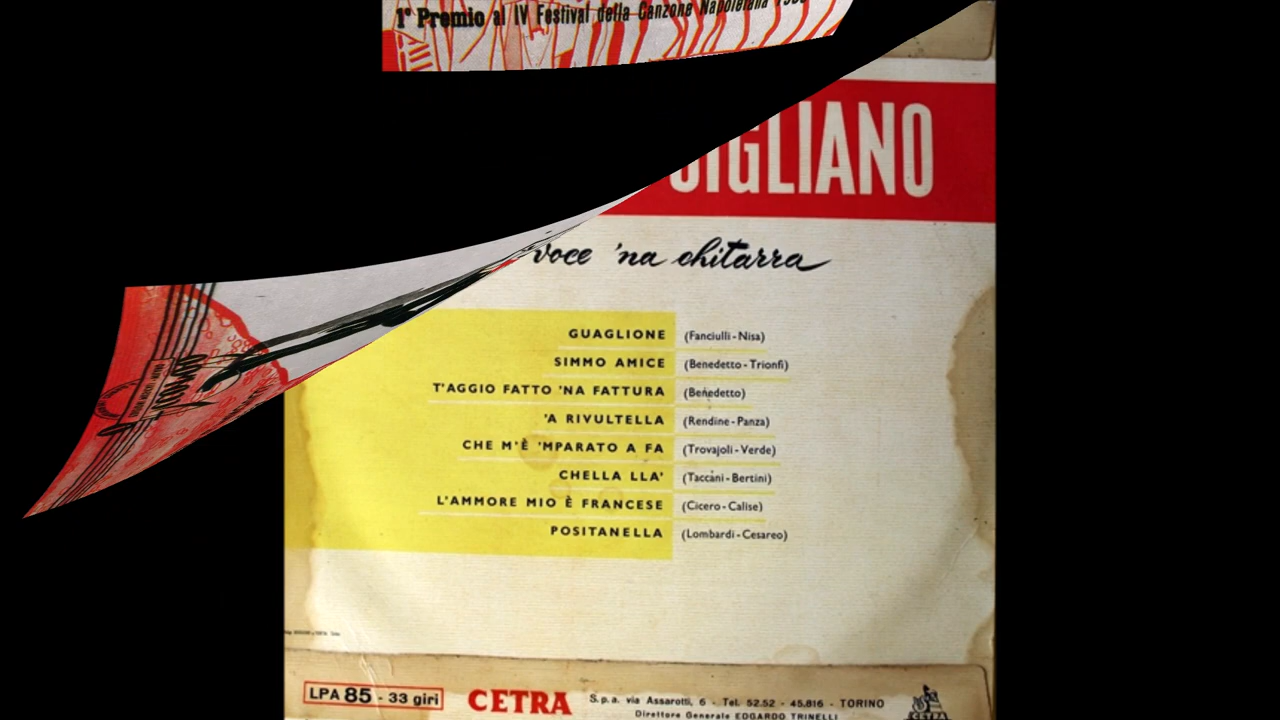 1° Premio al IV Festival della Canzone Napoletana
GIGLIANO
voce 'na chitarra
GUAGLIONE (Fanciulli-Nisa)
SIMMO AMICE (Benedetto-Trionfi)
T'AGGIO FATTO 'NA FATTURA (Benedetto)
'A RIVULTELLA (Rendine-Panza)
CHE M'È 'MPARATO A FA (Trovajoli-Verde)
CHELLA LLA' (Taccani-Bertini)
L'AMMORE MIO È FRANCESE (Cicero-Calise)
POSITANELLA (Lombardi-Cesareo)
LPA 85 - 33 giri CETRA S.p.a. via Assarotti, 6 - Tel. 52.52 - 45.816 - TORINO
Direttore Generale EDGARDO TRINELLI
CETRA